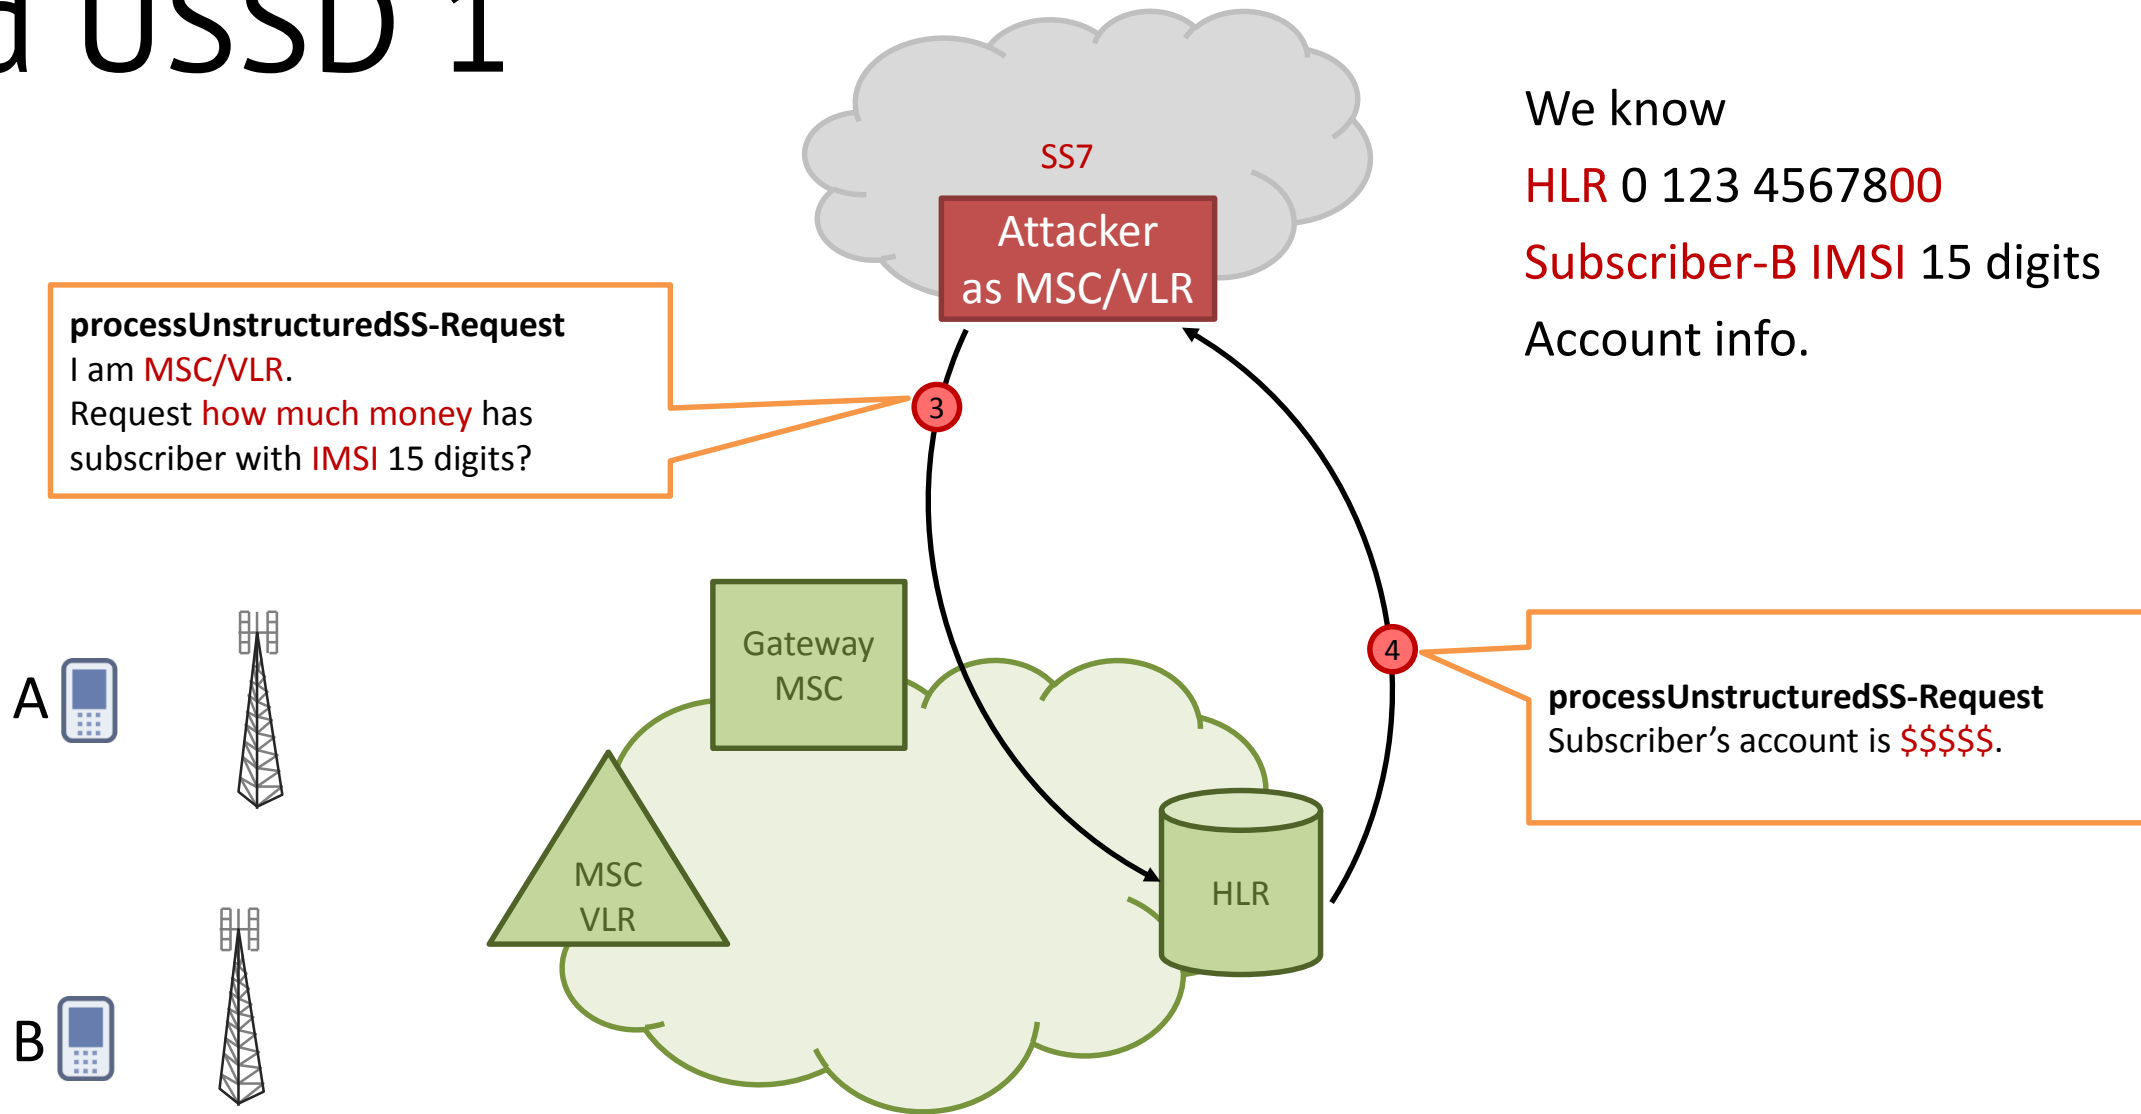 d USSD 1
SS7
Attacker
as MSC/VLR
We know
HLR 0 123 4567800
Subscriber-B IMSI 15 digits
Account info.
processUnstructuredSS-Request
I am MSC/VLR.
Request how much money has
subscriber with IMSI 15 digits?
3
Gateway
MSC
4
processUnstructuredSS-Request
Subscriber’s account is $$$$$.
A
MSC
VLR
HLR
B